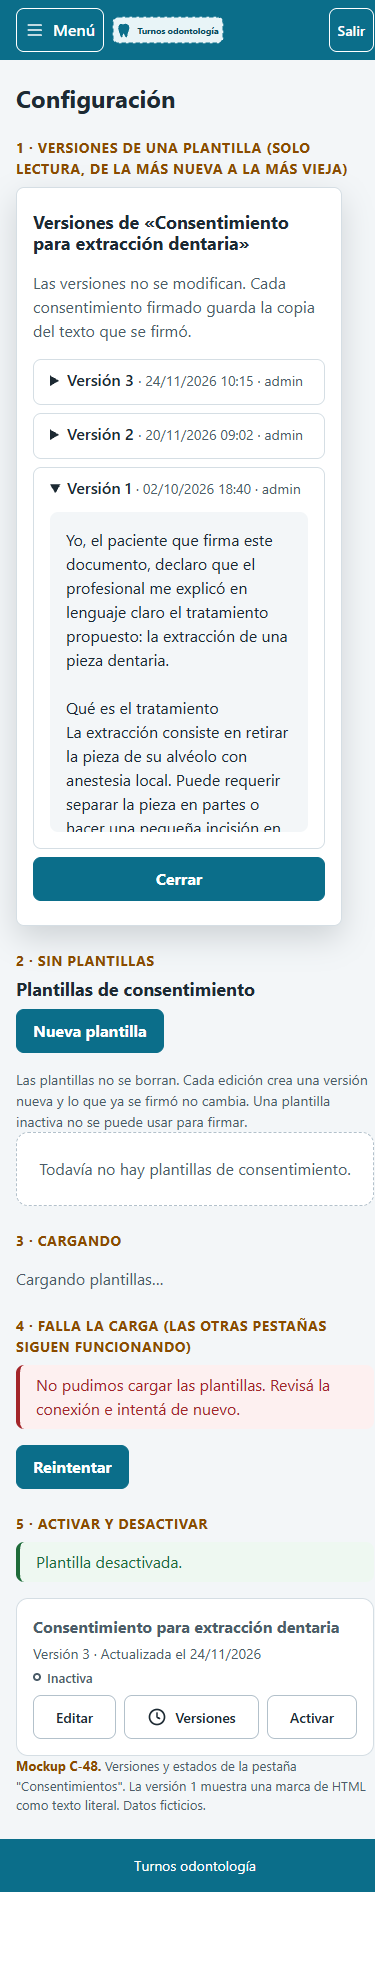 Menú
Turnos odontología
Salir
Configuración
1 · VERSIONES DE UNA PLANTILLA (SOLO
LECTURA, DE LA MÁS NUEVA A LA MÁS VIEJA)
Versiones de «Consentimiento
para extracción dentaria»
Las versiones no se modifican. Cada
consentimiento firmado guarda la copia
del texto que se firmó.
Versión 3 · 24/11/2026 10:15 · admin
Versión 2 · 20/11/2026 09:02 · admin
Versión 1 · 02/10/2026 18:40 · admin
Yo, el paciente que firma este
documento, declaro que el
profesional me explicó en
lenguaje claro el tratamiento
propuesto: la extracción de una
pieza dentaria.
Qué es el tratamiento
La extracción consiste en retirar
la pieza de su alvéolo con
anestesia local. Puede requerir
separar la pieza en partes o
hacer una pequeña incisión en
Cerrar
2 · SIN PLANTILLAS
Plantillas de consentimiento
Nueva plantilla
Las plantillas no se borran. Cada edición crea una versión
nueva y lo que ya se firmó no cambia. Una plantilla
inactiva no se puede usar para firmar.
Todavía no hay plantillas de consentimiento.
3 · CARGANDO
Cargando plantillas...
4 · FALLA LA CARGA (LAS OTRAS PESTAÑAS
SIGUEN FUNCIONANDO)
No pudimos cargar las plantillas. Revisá la
conexión e intentá de nuevo.
Reintentar
5 · ACTIVAR Y DESACTIVAR
Plantilla desactivada.
Consentimiento para extracción dentaria
Versión 3 · Actualizada el 24/11/2026
Inactiva
Editar
Versiones
Activar
Mockup C-48. Versiones y estados de la pestaña
"Consentimientos". La versión 1 muestra una marca de HTML
como texto literal. Datos ficticios.
Turnos odontología